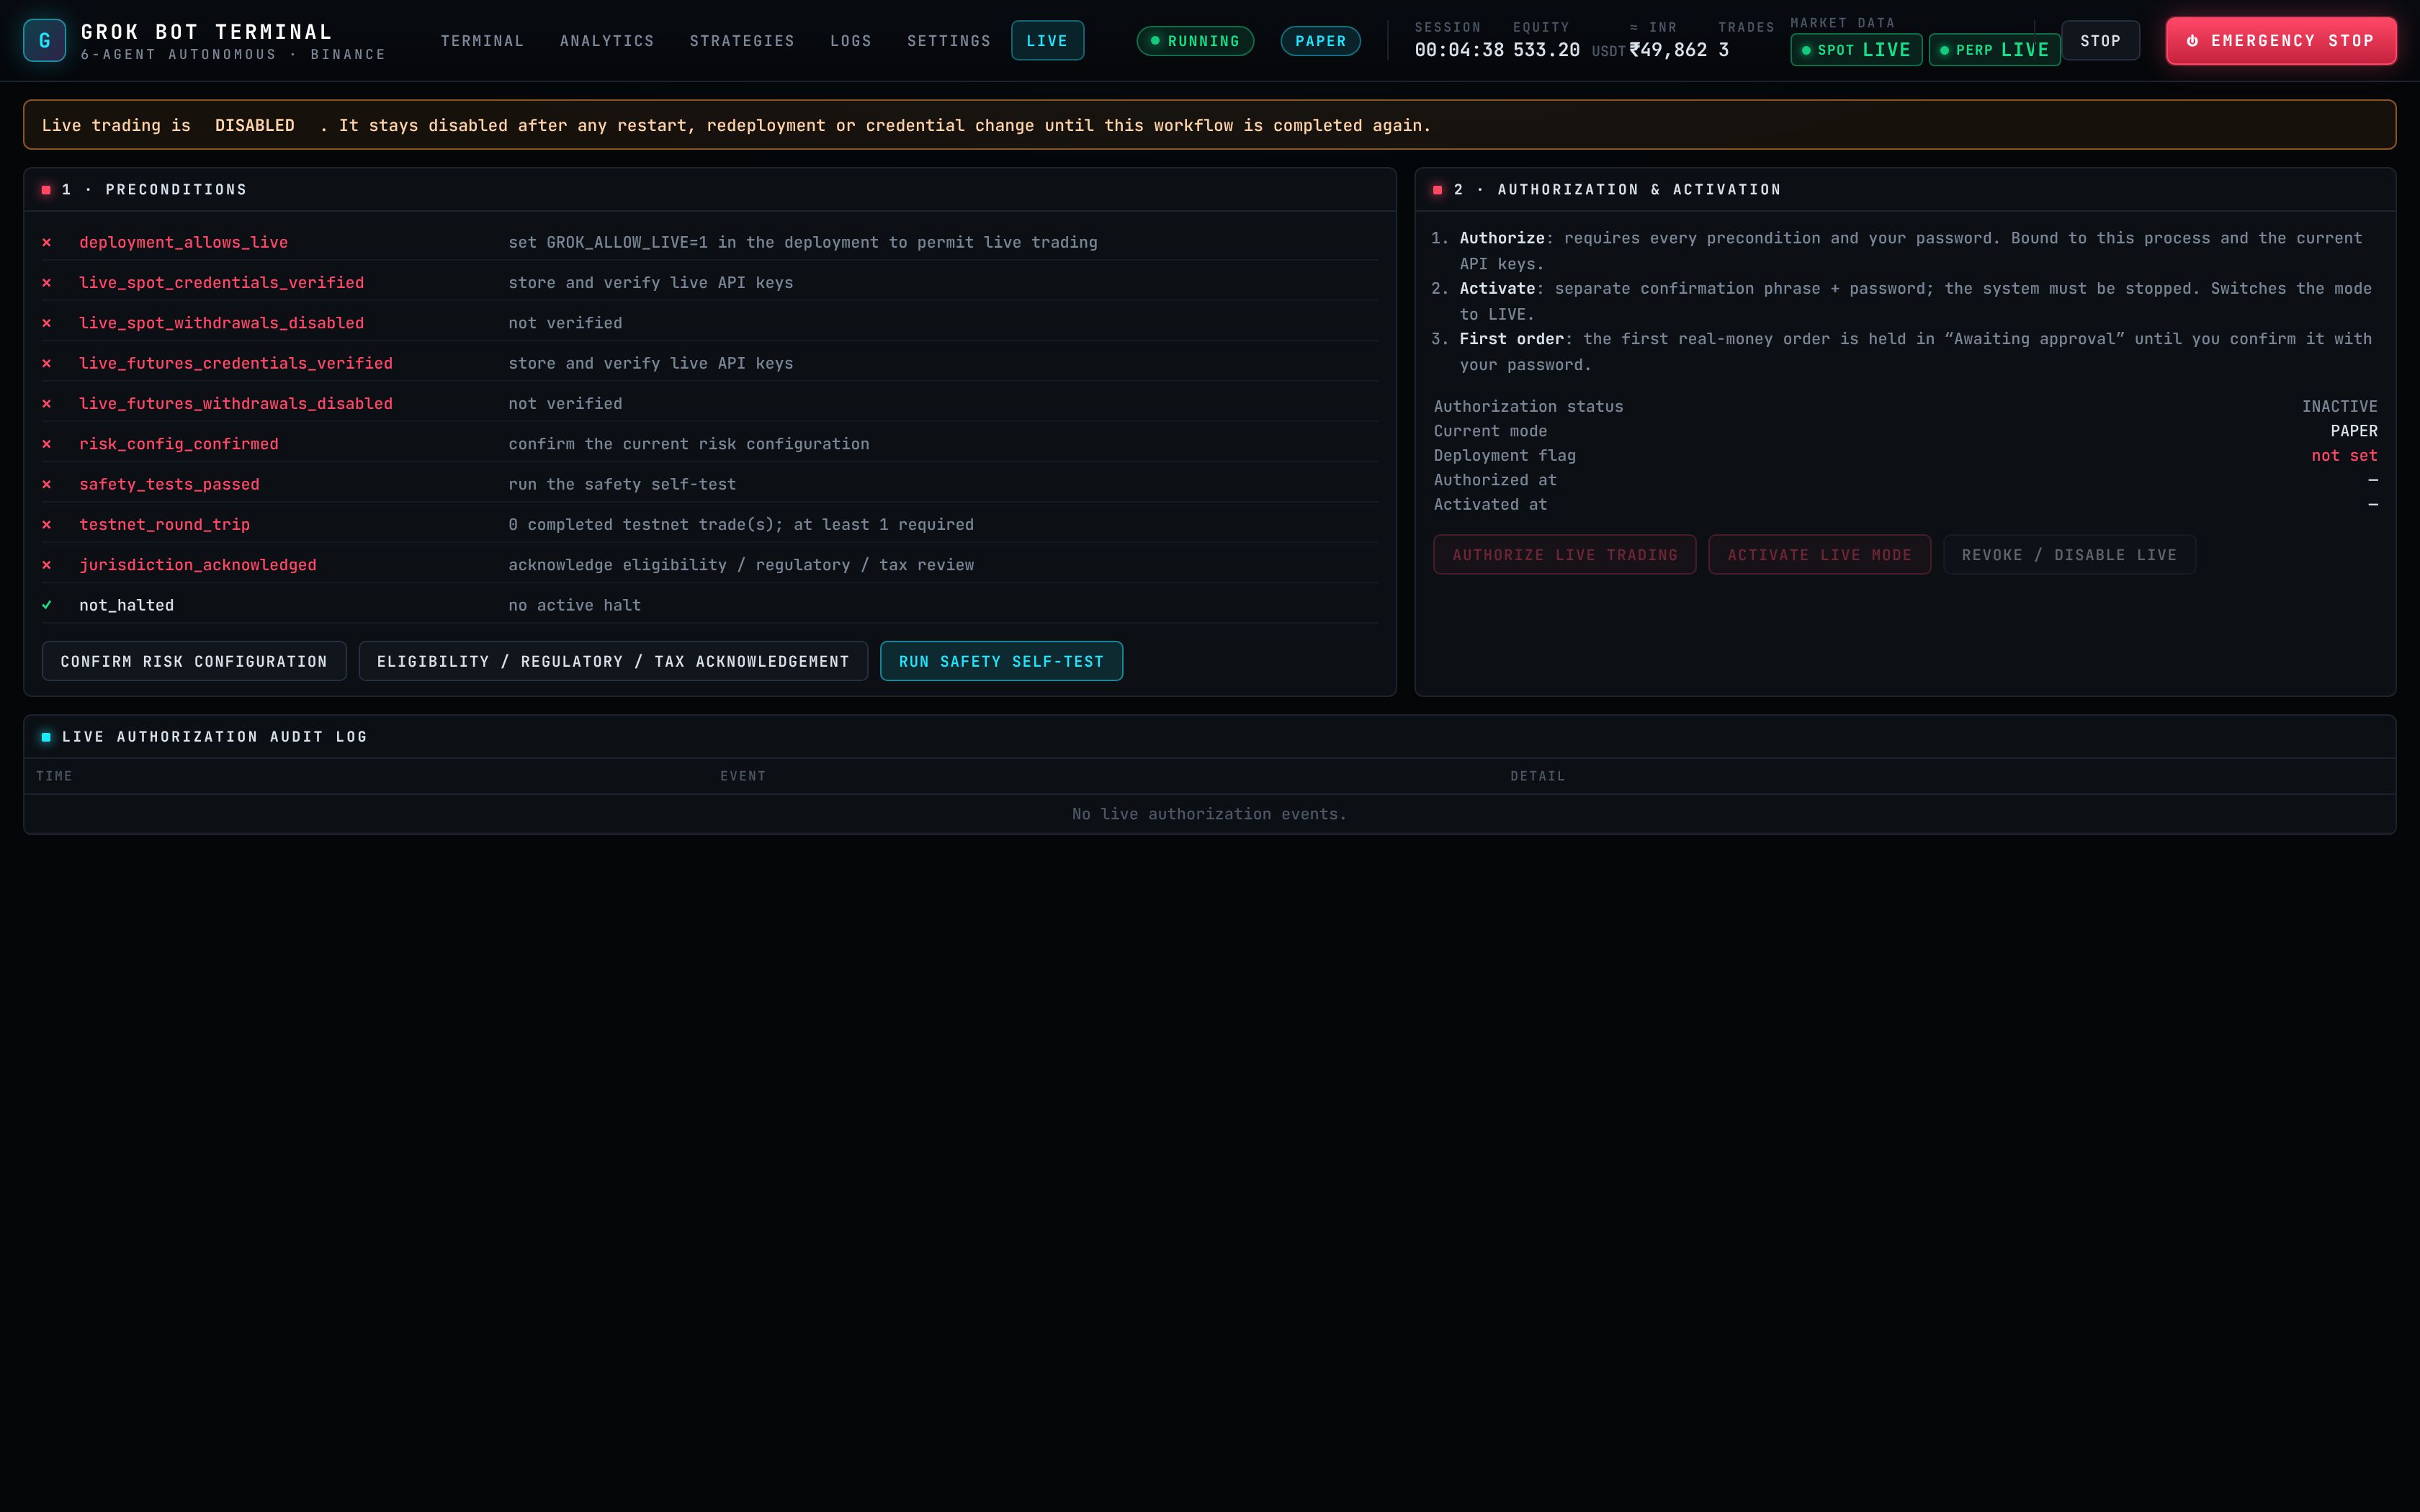 G
GROK BOT TERMINAL
6-AGENT AUTONOMOUS · BINANCE
TERMINAL ANALYTICS STRATEGIES LOGS SETTINGS LIVE
RUNNING
PAPER
SESSION
00:04:38
EQUITY
533.20 USDT
≈ INR
₹49,862
TRADES
3
MARKET DATA
SPOT LIVE PERP LIVE
STOP
EMERGENCY STOP
Live trading is DISABLED . It stays disabled after any restart, redeployment or credential change until this workflow is completed again.
1 · PRECONDITIONS
× deployment_allows_live set GROK_ALLOW_LIVE=1 in the deployment to permit live trading
× live_spot_credentials_verified store and verify live API keys
× live_spot_withdrawals_disabled not verified
× live_futures_credentials_verified store and verify live API keys
× live_futures_withdrawals_disabled not verified
× risk_config_confirmed confirm the current risk configuration
× safety_tests_passed run the safety self-test
× testnet_round_trip 0 completed testnet trade(s); at least 1 required
× jurisdiction_acknowledged acknowledge eligibility / regulatory / tax review
✓ not_halted no active halt
CONFIRM RISK CONFIGURATION ELIGIBILITY / REGULATORY / TAX ACKNOWLEDGEMENT RUN SAFETY SELF-TEST
2 · AUTHORIZATION & ACTIVATION
1. Authorize: requires every precondition and your password. Bound to this process and the current
API keys.
2. Activate: separate confirmation phrase + password; the system must be stopped. Switches the mode
to LIVE.
3. First order: the first real-money order is held in “Awaiting approval” until you confirm it with
your password.
Authorization status INACTIVE
Current mode PAPER
Deployment flag not set
Authorized at —
Activated at —
AUTHORIZE LIVE TRADING ACTIVATE LIVE MODE REVOKE / DISABLE LIVE
LIVE AUTHORIZATION AUDIT LOG
TIME EVENT DETAIL
No live authorization events.